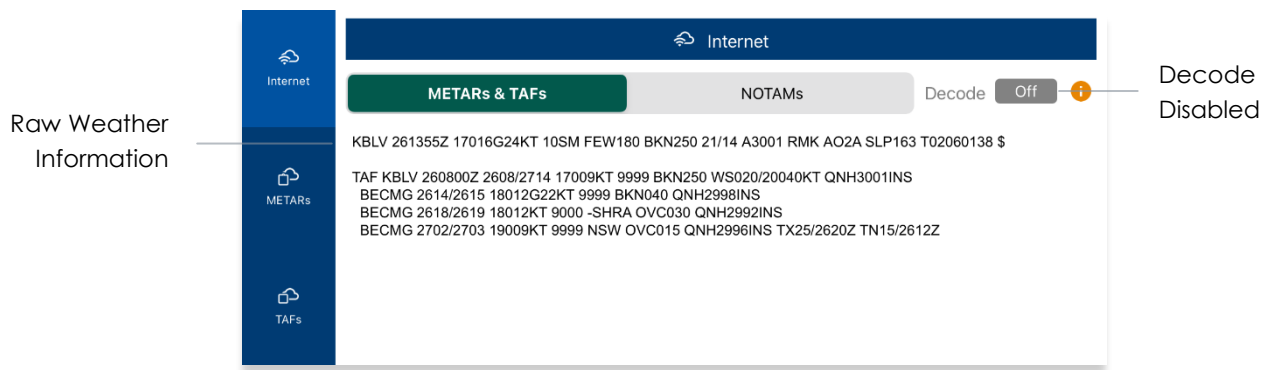 Internet
Internet
METARs & TAFs
NOTAMs
Decode
Off
i
Decode
Disabled
Raw Weather
Information
KBLV 261355Z 17016G24KT 10SM FEW180 BKN250 21/14 A3001 RMK AO2A SLP163 T02060138 $
TAF KBLV 260800Z 2608/2714 17009KT 9999 BKN250 WS020/20040KT QNH3001INS
BECMG 2614/2615 18012G22KT 9999 BKN040 QNH2998INS
BECMG 2618/2619 18012KT 9000 -SHRA OVC030 QNH2992INS
BECMG 2702/2703 19009KT 9999 NSW OVC015 QNH2996INS TX25/2620Z TN15/2612Z
METARs
TAFs